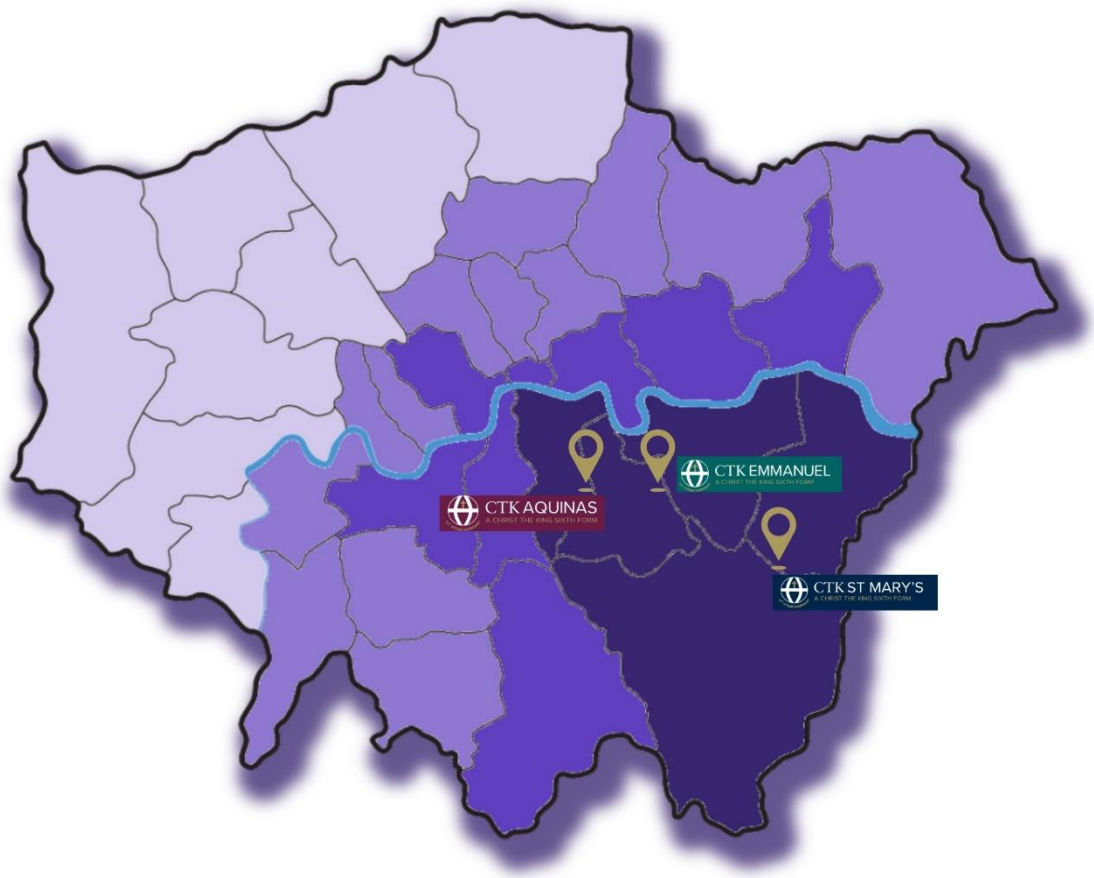 CTK EMMANUEL
A CHRIST THE KING SIXTH FORM
CTK AQUINAS
A CHRIST THE KING SIXTH FORM
CTK ST MARY'S
A CHRIST THE KING SIXTH FORM